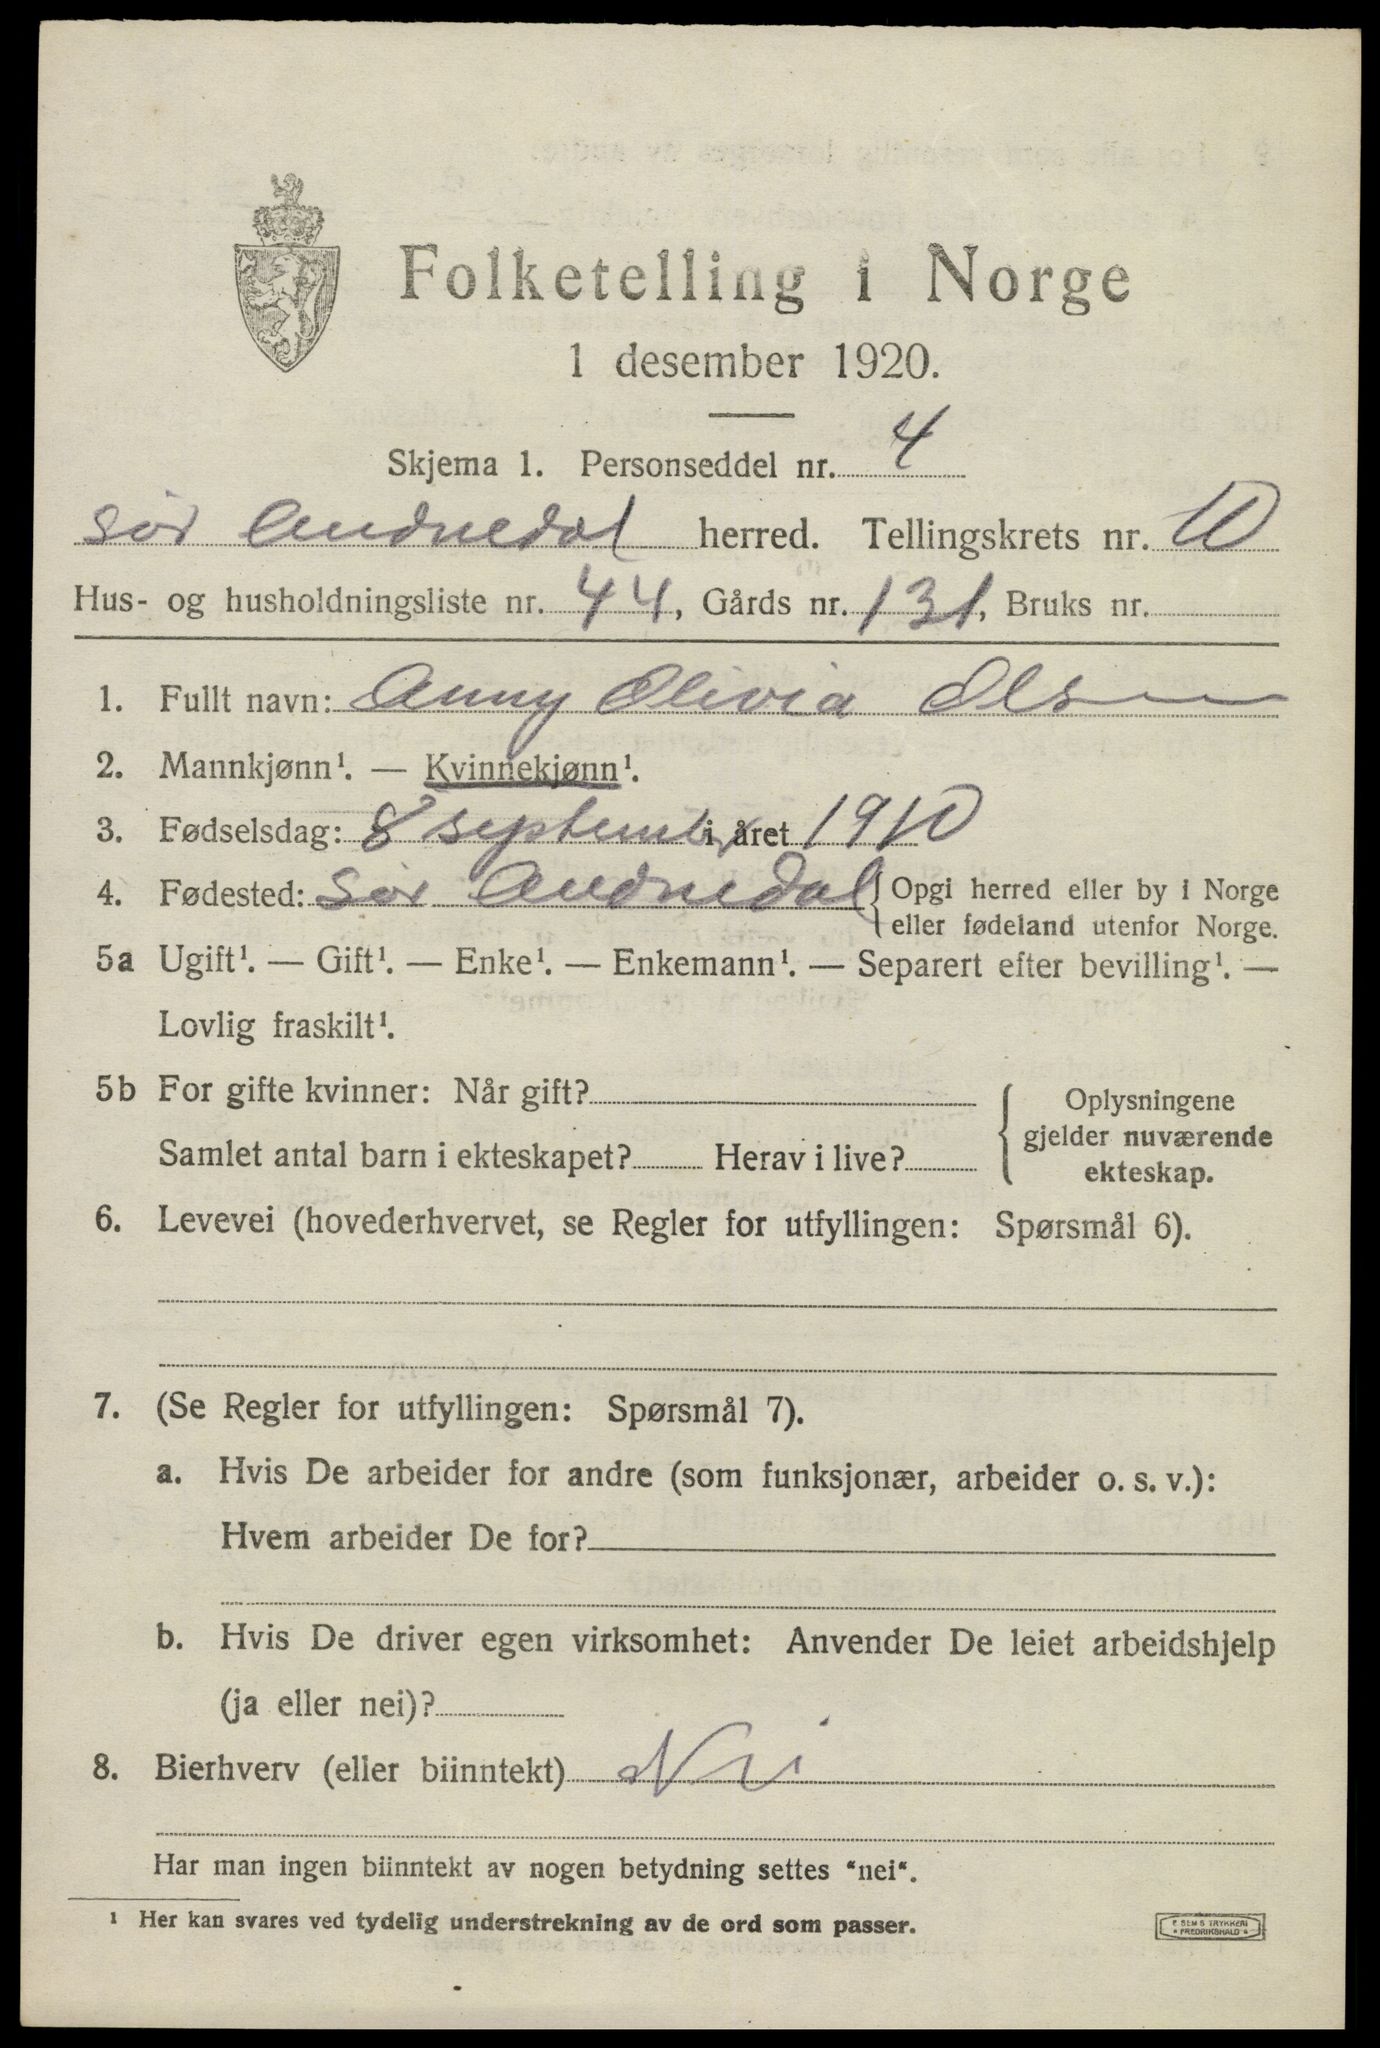 Folketelling i Norge
1 desember 1920.
Skjema 1. Personseddel nr. 4
Sør Audnedal herred. Tellingskrets nr. 10
Hus- og husholdningsliste nr. 44, Gårds nr. 131, Bruks nr.
1. Fullt navn: Anny Olivia Olsen
2. Mannkjønn¹. — Kvinnekjønn¹.
3. Fødselsdag: 8 septembr i året 1910
4. Fødested: Sør Audnedal { Opgi herred eller by i Norge
eller fødeland utenfor Norge.
5a Ugift¹. — Gift¹. — Enke¹. — Enkemann¹. — Separert efter bevilling¹. —
Lovlig fraskilt¹.
5b For gifte kvinner: Når gift?
Samlet antal barn i ekteskapet? Herav i live?
{ Oplysningene
gjelder nuværende
ekteskap.
6. Levevei (hovederhvervet, se Regler for utfyllingen: Spørsmål 6).
7. (Se Regler for utfyllingen: Spørsmål 7).
a. Hvis De arbeider for andre (som funksjonær, arbeider o. s. v.):
Hvem arbeider De for?
b. Hvis De driver egen virksomhet: Anvender De leiet arbeidshjelp
(ja eller nei)?
8. Bierhverv (eller biinntekt) Nei
Har man ingen biinntekt av nogen betydning settes "nei".
¹ Her kan svares ved tydelig understrekning av de ord som passer.
E. SEMS TRYKKERI
* FREDRIKSHALD *